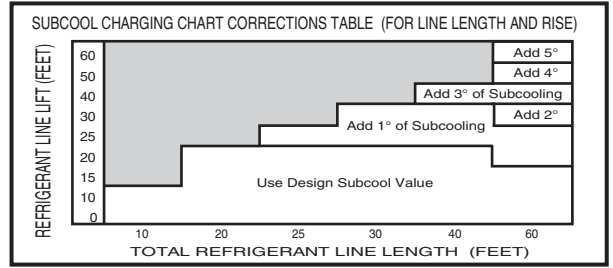 SUBCOOL CHARGING CHART CORRECTIONS TABLE (FOR LINE LENGTH AND RISE)
REFRIGERANT LINE LIFT (FEET)
60
50
40
30
25
20
15
10
0
Add 5°
Add 4°
Add 3° of Subcooling
Add 2°
Add 1° of Subcooling
Use Design Subcool Value
10 20 25 30 40 60
TOTAL REFRIGERANT LINE LENGTH (FEET)